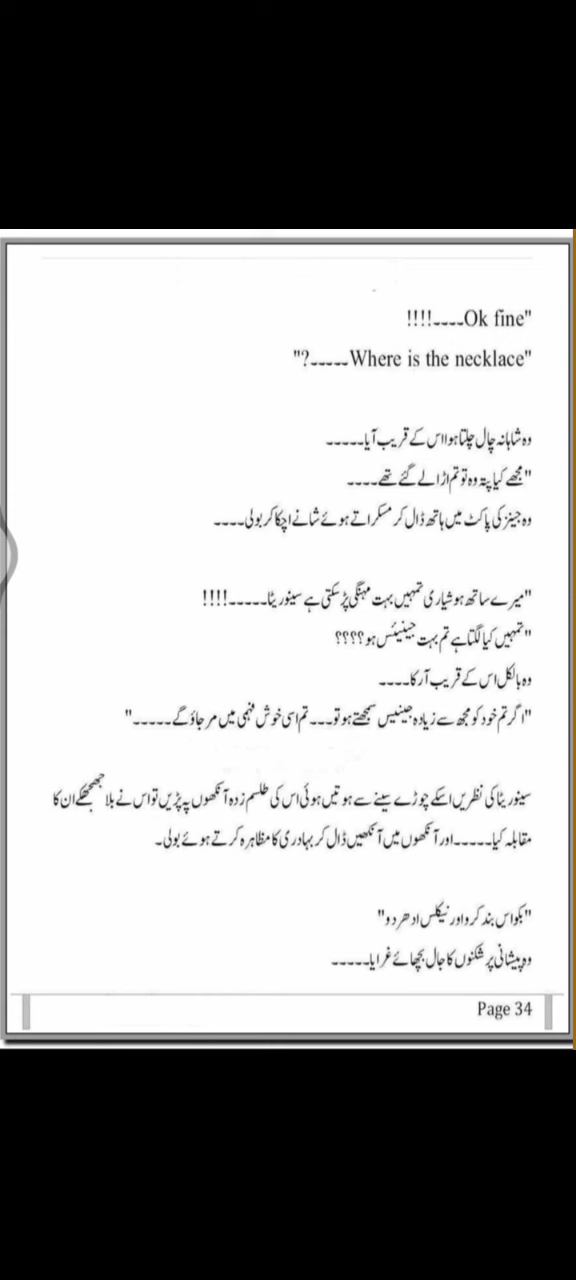 "Ok fine-----!!!!
"Where is the necklace-----?"
وہ شاہانہ چال چلتا ہوا اس کے قریب آیا-----
"مجھے کیا پتہ وہ تو تم اڑا لے گئے تھے----
وہ جینز کی پاکٹ میں ہاتھ ڈال کر مسکراتے ہوئے شانے اچکا کر بولی----
"میرے ساتھ ہوشیاری تمہیں بہت مہنگی پڑ سکتی ہے سینوریٹا-----!!!!
"تمہیں کیا لگتا ہے تم بہت جینیئس ہو؟؟؟؟
وہ بالکل اس کے قریب آرکا----
"اگر تم خود کو مجھ سے زیادہ جینیس سمجھتے ہو تو---تم اسی خوش فہمی میں مر جاؤ گے-----"
سینوریٹا کی نظریں اسکے چوڑے سینے سے ہوتیں ہوئی اس کی طلسم زدہ آنکھوں پہ پڑیں تو اس نے بلا جھجھکے ان کا
مقابلہ کیا-----اور آنکھوں میں آنکھیں ڈال کر بہادری کا مظاہرہ کرتے ہوئے بولی۔
"بکواس بند کرو اور نیکلس ادھر دو"
وہ پیشانی پر شکنوں کا جال بچھائے غرایا-----
Page 34